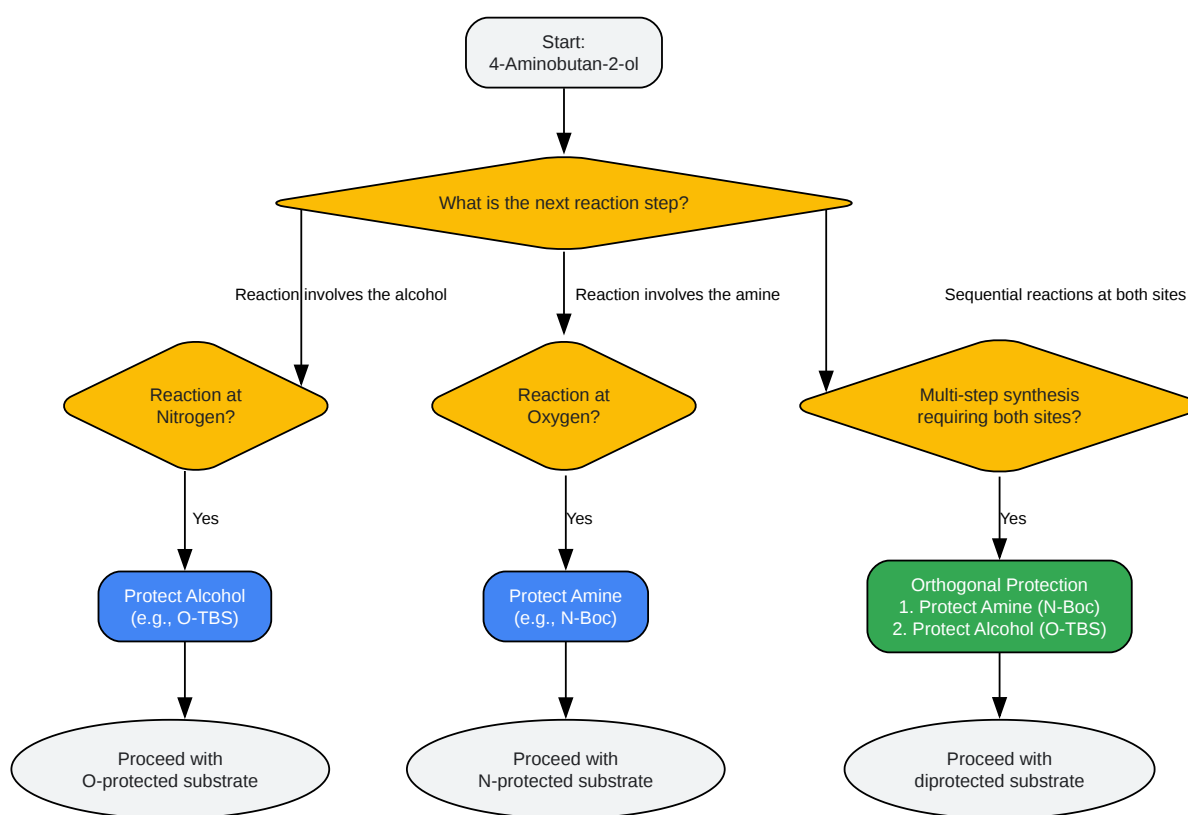 Start:
4-Aminobutan-2-ol
What is the next reaction step?
Reaction involves the alcohol
Reaction involves the amine
Sequential reactions at both sites
Reaction at
Nitrogen?
Reaction at
Oxygen?
Multi-step synthesis
requiring both sites?
Yes
Yes
Yes
Protect Alcohol
(e.g., O-TBS)
Protect Amine
(e.g., N-Boc)
Orthogonal Protection
1. Protect Amine (N-Boc)
2. Protect Alcohol (O-TBS)
Proceed with
O-protected substrate
Proceed with
N-protected substrate
Proceed with
diprotected substrate